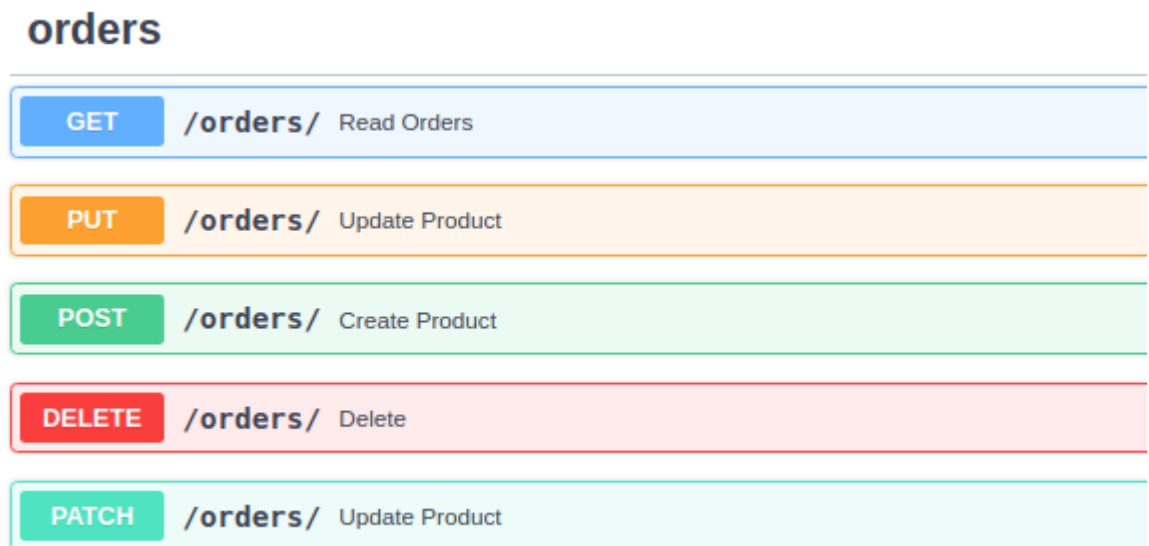 orders
GET /orders/ Read Orders
PUT /orders/ Update Product
POST /orders/ Create Product
DELETE /orders/ Delete
PATCH /orders/ Update Product